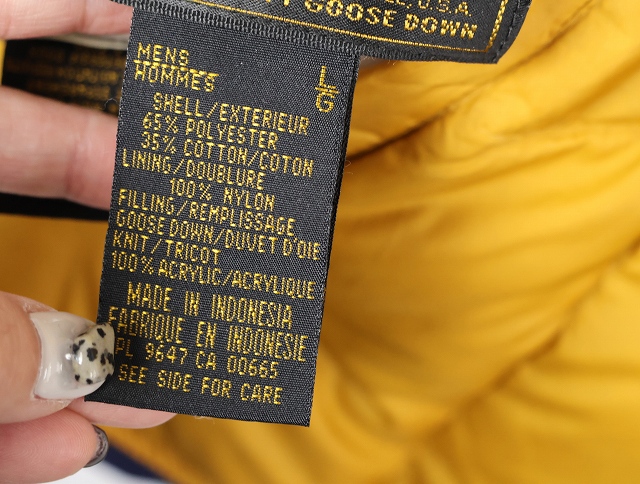 U.S.A
GOOSE DOWN
MENS
HOMMES
L
G
SHELL/EXTERIEUR
65% POLYESTER
35% COTTON/COTON
LINING/DOUBLURE
100% NYLON
FILLING/REMPLISSAGE
GOOSE DOWN/DUVET D'OIE
KNIT/TRICOT
100% ACRYLIC/ACRYLIQUE
MADE IN INDONESIA
FABRIQUE EN INDONESIE
PL 9647 CA 00665
SEE SIDE FOR CARE